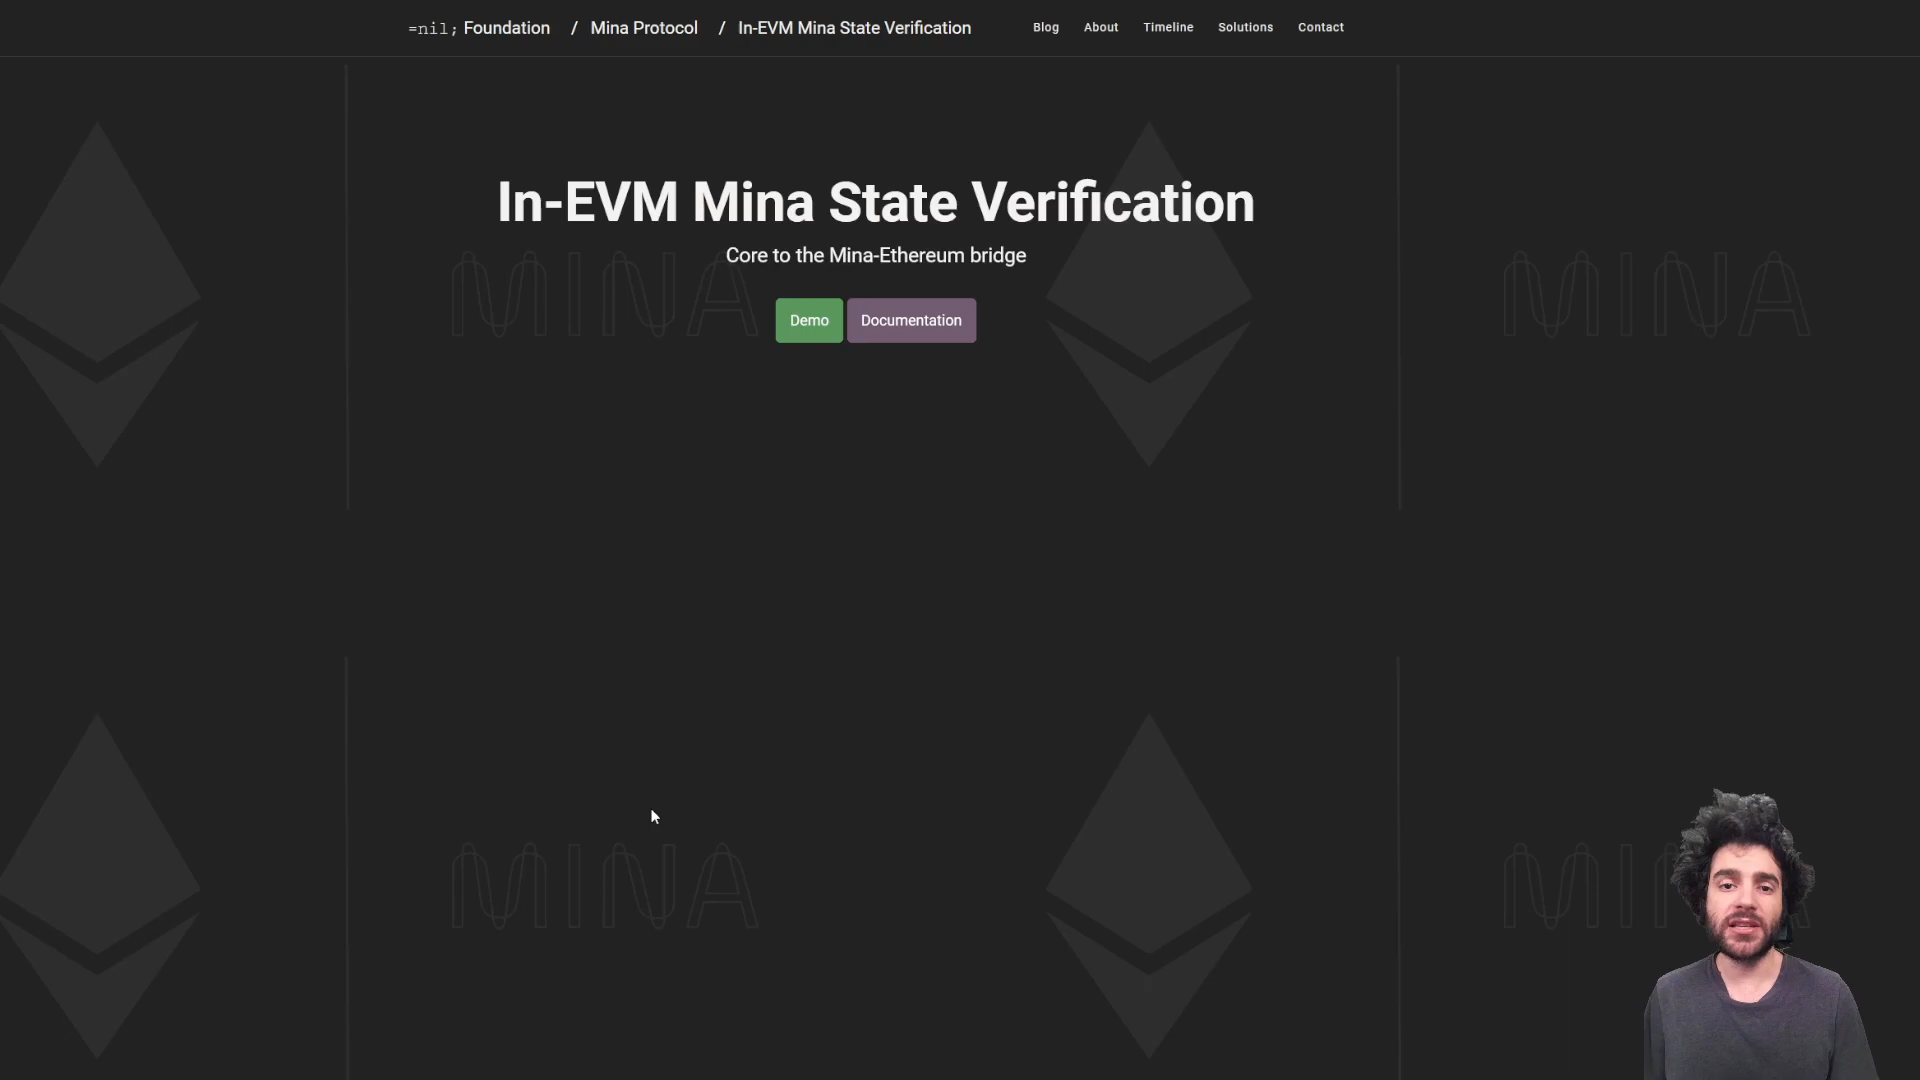 =nil; Foundation / Mina Protocol / In-EVM Mina State Verification Blog About Timeline Solutions Contact
In-EVM Mina State Verification
Core to the Mina-Ethereum bridge
MINA MINA
Demo Documentation
MINA MINA